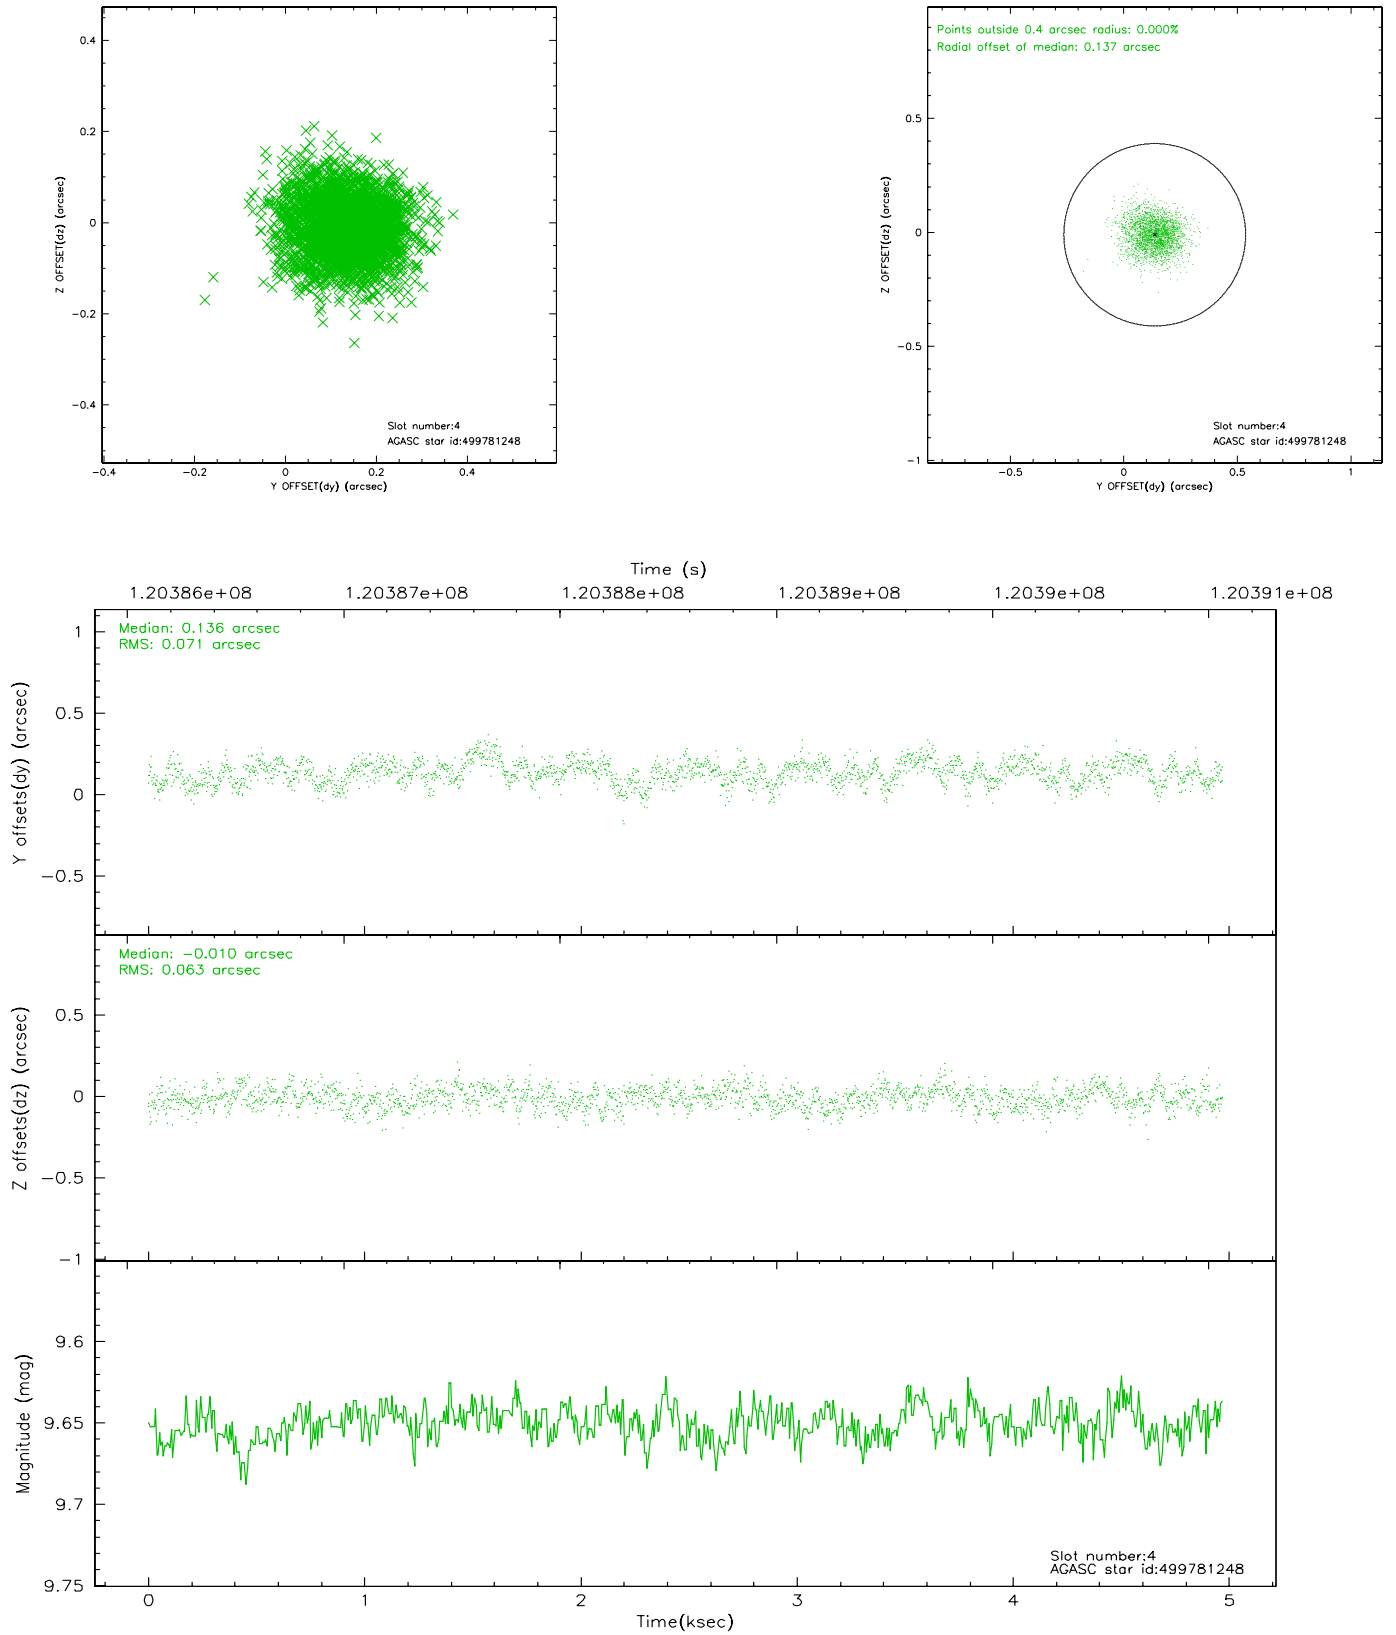 0.4
0.2
0
−0.2
−0.4
Z OFFSET(dz) (arcsec)
Slot number:4
AGASC star id:499781248
−0.4
−0.2
0
0.2
0.4
Y OFFSET(dy) (arcsec)
Points outside 0.4 arcsec radius: 0.000%
Radial offset of median: 0.137 arcsec
0.5
0
−0.5
−1
Z OFFSET(dz) (arcsec)
Slot number:4
AGASC star id:499781248
−0.5
0
0.5
1
Y OFFSET(dy) (arcsec)
Time (s)
1.20386e+08
1.20387e+08
1.20388e+08
1.20389e+08
1.2039e+08
1.20391e+08
Median: 0.136 arcsec
RMS: 0.071 arcsec
1
0.5
0
−0.5
Y offsets(dy) (arcsec)
Median: −0.010 arcsec
RMS: 0.063 arcsec
0.5
0
−0.5
−1
Z offsets(dz) (arcsec)
9.6
9.65
9.7
9.75
Magnitude (mag)
Slot number:4
AGASC star id:499781248
0
1
2
3
4
5
Time(ksec)